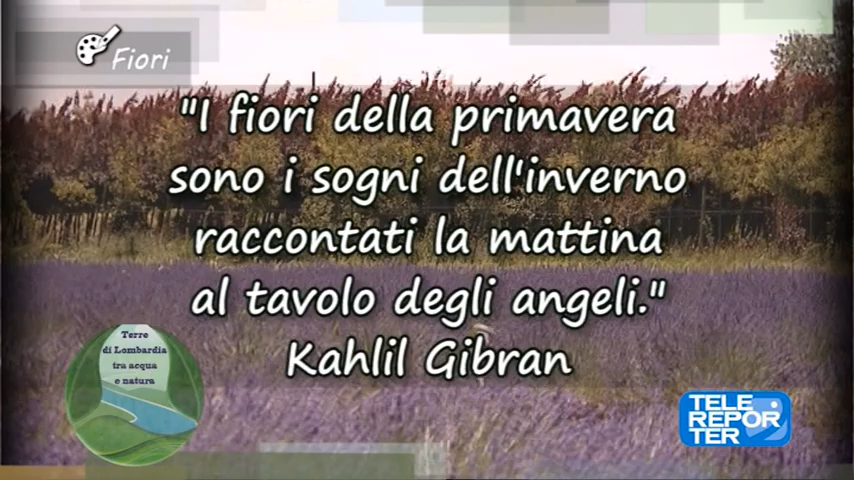 Fiori
"I fiori della primavera
sono i sogni dell'inverno
raccontati la mattina
al tavolo degli angeli."
Kahlil Gibran
Terre
di Lombardia
tra acqua
e natura
TELE
REPOR
TER